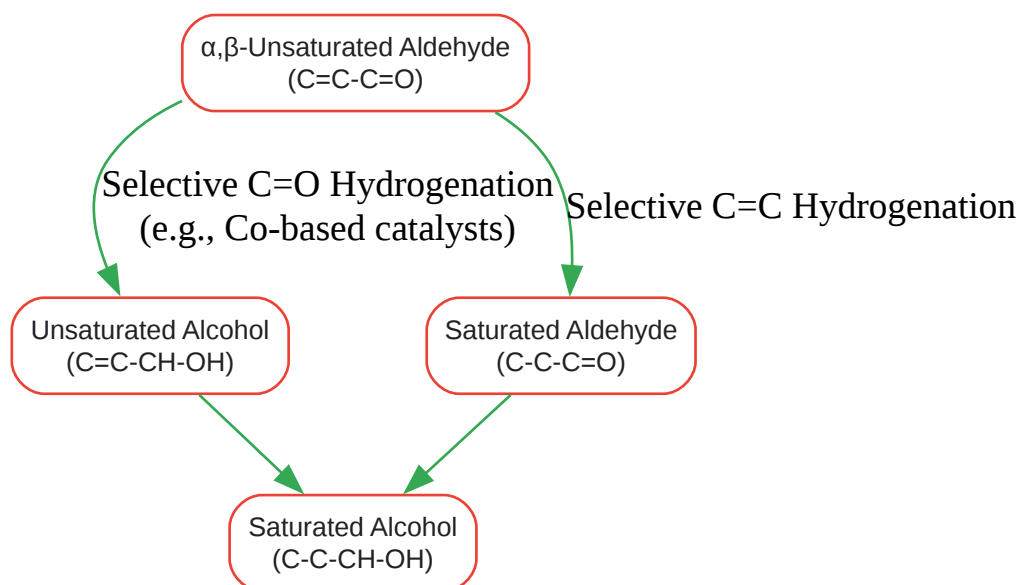 α,β-Unsaturated Aldehyde
(C=C-C=O)
Selective C=O Hydrogenation
(e.g., Co-based catalysts)
Selective C=C Hydrogenation
Unsaturated Alcohol
(C=C-CH-OH)
Saturated Aldehyde
(C-C-C=O)
Saturated Alcohol
(C-C-CH-OH)